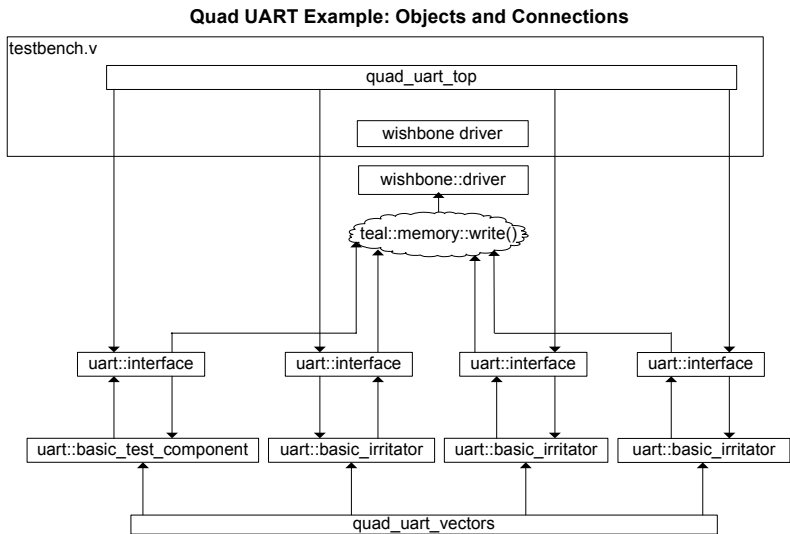 Quad UART Example: Objects and Connections
testbench.v
quad_uart_top
wishbone driver
wishbone::driver
teal::memory::write()
uart::interface
uart::interface
uart::interface
uart::interface
uart::basic_test_component
uart::basic_irritator
uart::basic_irritator
uart::basic_irritator
quad_uart_vectors